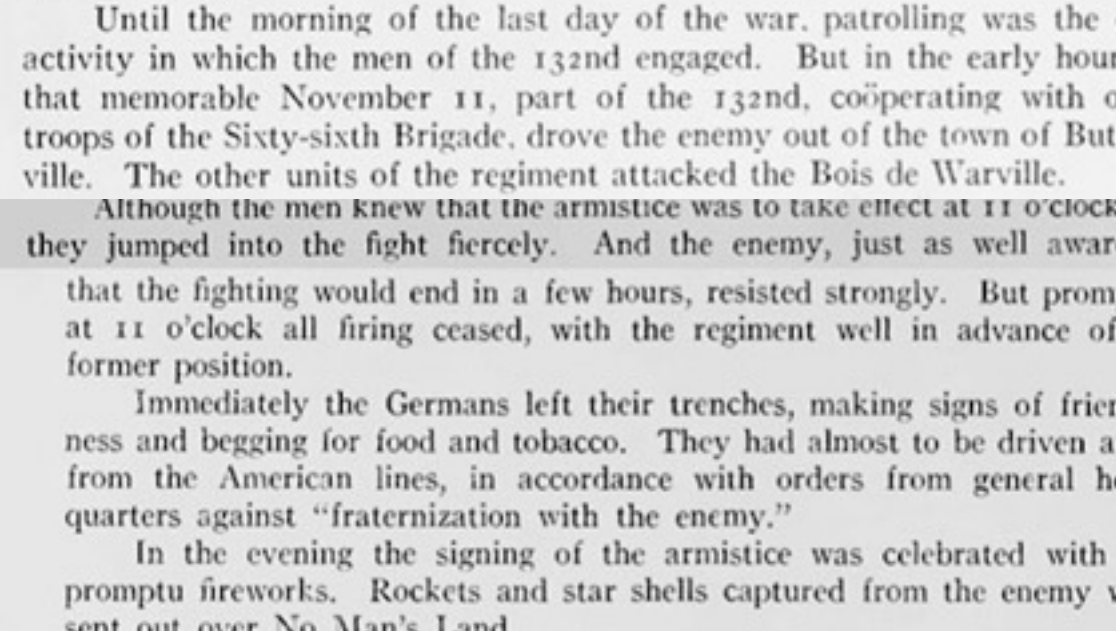 Until the morning of the last day of the war, patrolling was the
activity in which the men of the 132nd engaged. But in the early hour
that memorable November 11, part of the 132nd, coöperating with o
troops of the Sixty-sixth Brigade, drove the enemy out of the town of But
ville. The other units of the regiment attacked the Bois de Warville.
Although the men knew that the armistice was to take effect at 11 o'clock
they jumped into the fight fiercely. And the enemy, just as well awar
that the fighting would end in a few hours, resisted strongly. But prom
at 11 o'clock all firing ceased, with the regiment well in advance of
former position.
Immediately the Germans left their trenches, making signs of frien
ness and begging for food and tobacco. They had almost to be driven a
from the American lines, in accordance with orders from general he
quarters against "fraternization with the enemy."
In the evening the signing of the armistice was celebrated with
promptu fireworks. Rockets and star shells captured from the enemy w
sent out over No Man's Land